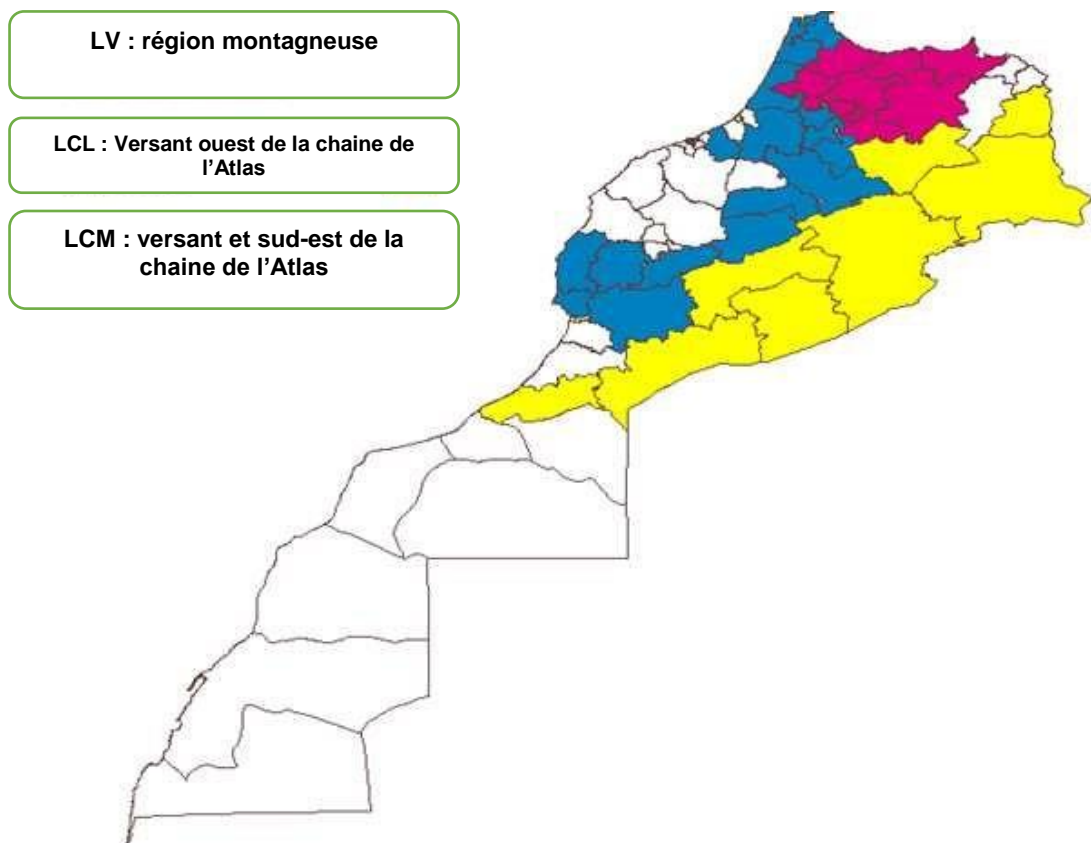 LV : région montagneuse
LCL : Versant ouest de la chaine de
l’Atlas
LCM : versant et sud-est de la
chaine de l’Atlas